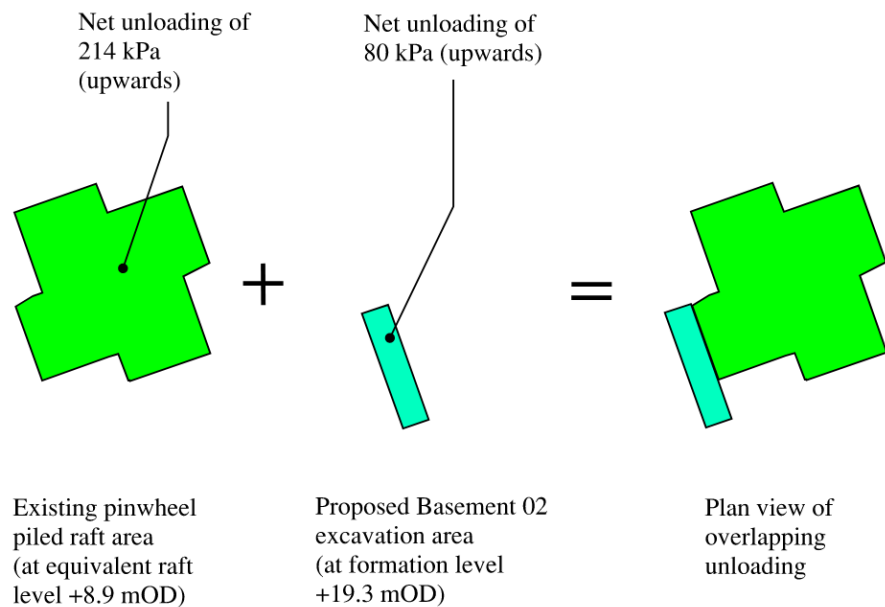 Net unloading of
214 kPa
(upwards)
Net unloading of
80 kPa (upwards)
+
=
Existing pinwheel
piled raft area
(at equivalent raft
level +8.9 mOD)
Proposed Basement 02
excavation area
(at formation level
+19.3 mOD)
Plan view of
overlapping
unloading